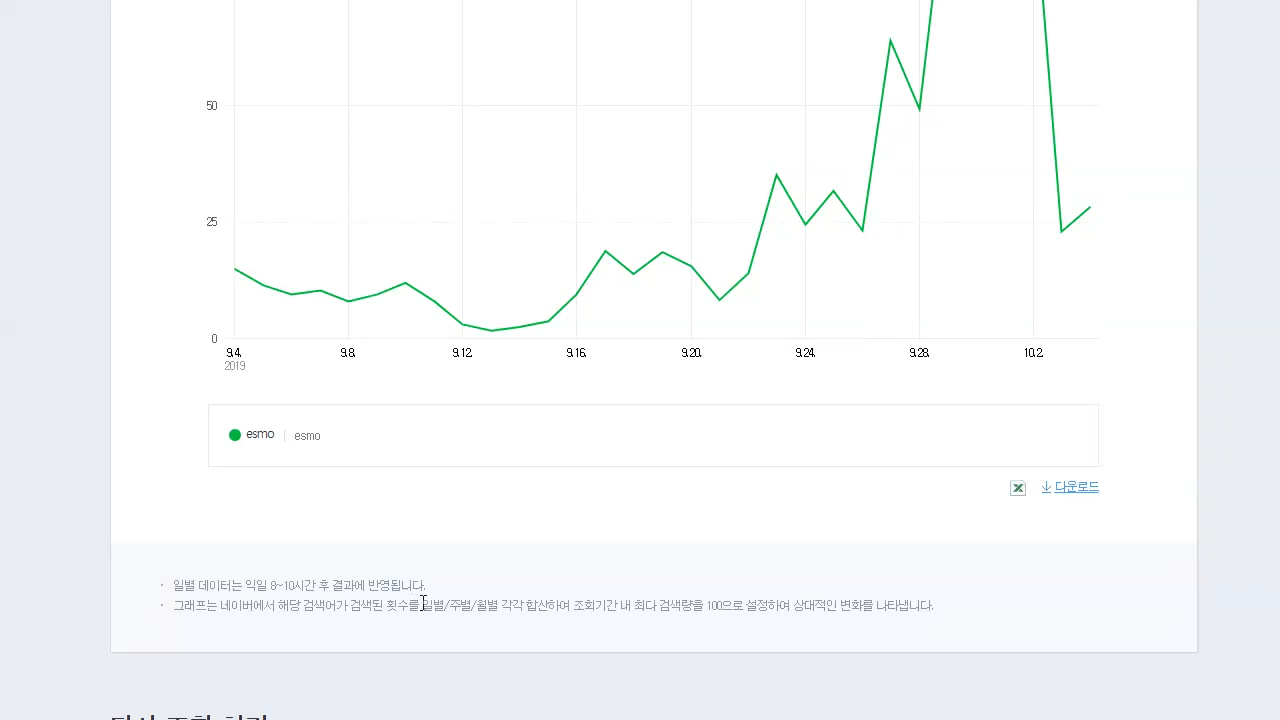 50
25
0
9.4. 9.8. 9.12. 9.16. 9.20. 9.24. 9.28. 10.2.
2019
esmo esmo
다운로드
· 일별 데이터는 익일 8~10시간 후 결과에 반영됩니다.
· 그래프는 네이버에서 해당 검색어가 검색된 횟수를 일별/주별/월별 각각 합산하여 조회기간 내 최다 검색량을 100으로 설정하여 상대적인 변화를 나타냅니다.